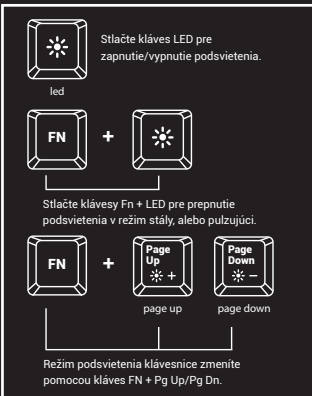 Stlačte kláves LED pre
zapnutie/vypnutie podsvietenia.
led
FN +
Stlačte klávesy Fn + LED pre prepnutie
podsvietenia v režim stály, alebo pulzujúci.
FN + Page Up + Page Down –
page up page down
Režim podsvietenia klávesnice zmeníte
pomocou kláves FN + Pg Up/Pg Dn.